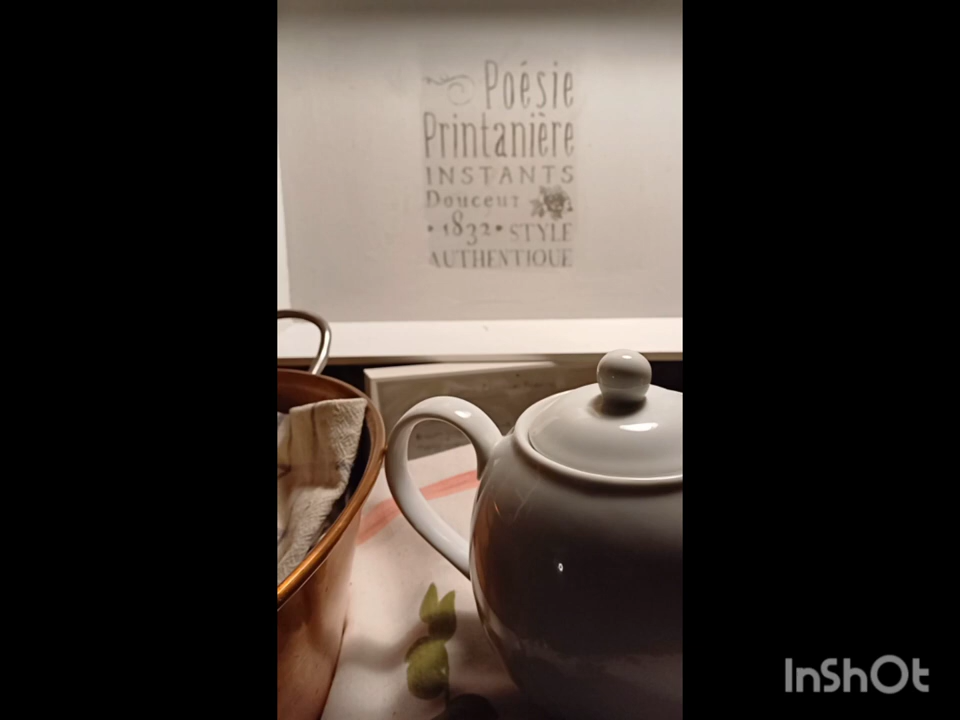 Poésie
Printanière
INSTANTS
Douceur
• 1832 • STYLE
AUTHENTIQUE
InShOt